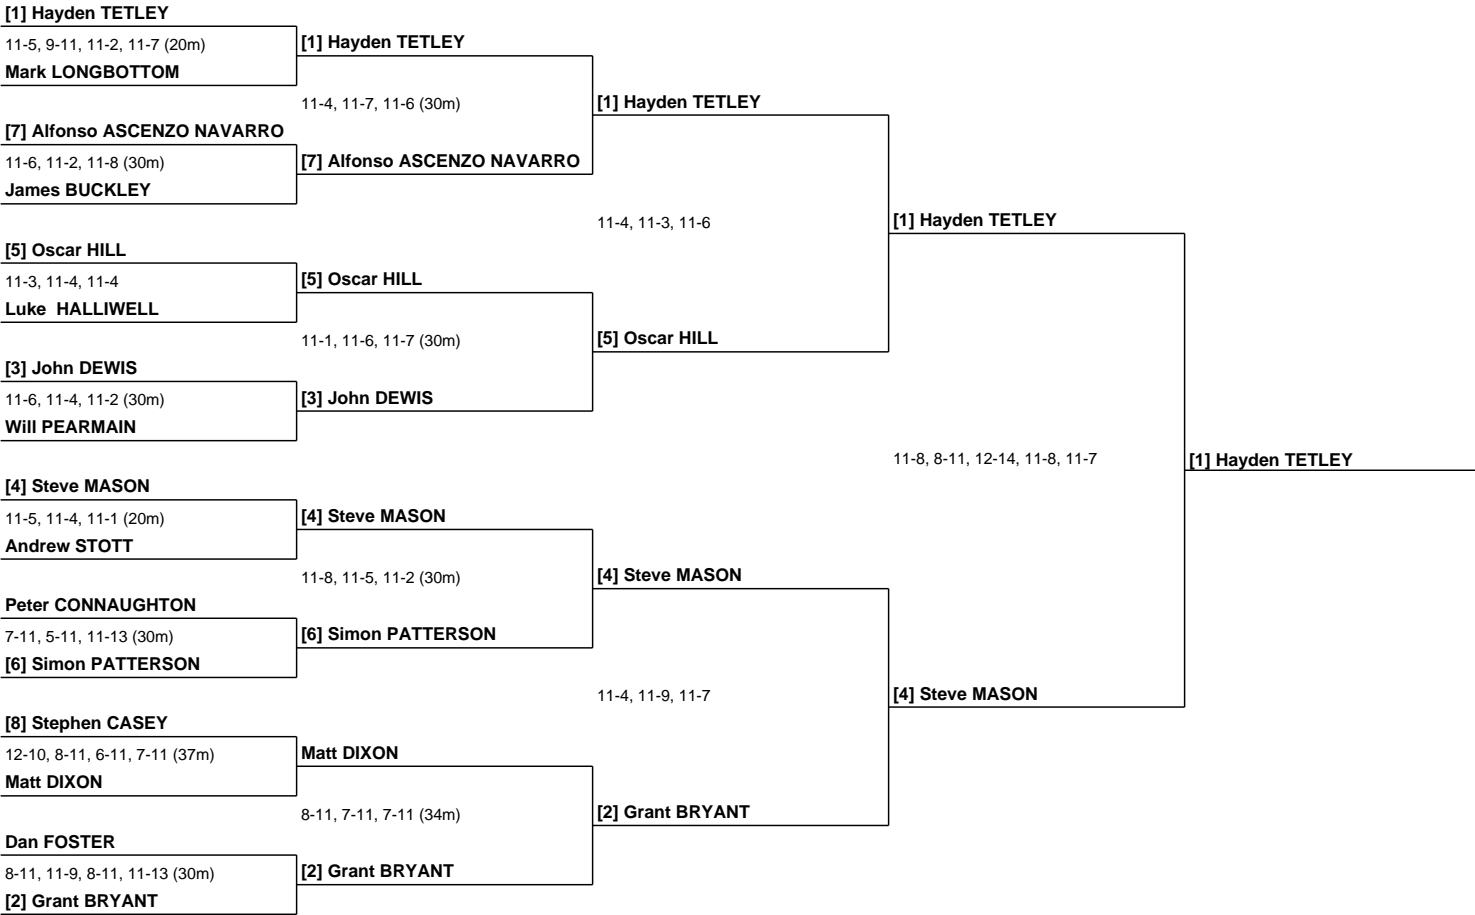 [1] Hayden TETLEY
11-5, 9-11, 11-2, 11-7 (20m)
Mark LONGBOTTOM
[7] Alfonso ASCENZO NAVARRO
11-6, 11-2, 11-8 (30m)
James BUCKLEY
[5] Oscar HILL
11-3, 11-4, 11-4
Luke  HALLIWELL
[3] John DEWIS
11-6, 11-4, 11-2 (30m)
Will PEARMAIN
[4] Steve MASON
11-5, 11-4, 11-1 (20m)
Andrew STOTT
Peter CONNAUGHTON
7-11, 5-11, 11-13 (30m)
[6] Simon PATTERSON
[8] Stephen CASEY
12-10, 8-11, 6-11, 7-11 (37m)
Matt DIXON
Dan FOSTER
8-11, 11-9, 8-11, 11-13 (30m)
[2] Grant BRYANT
[1] Hayden TETLEY
11-4, 11-7, 11-6 (30m)
[7] Alfonso ASCENZO NAVARRO
[5] Oscar HILL
11-1, 11-6, 11-7 (30m)
[3] John DEWIS
[4] Steve MASON
11-8, 11-5, 11-2 (30m)
[6] Simon PATTERSON
Matt DIXON
8-11, 7-11, 7-11 (34m)
[2] Grant BRYANT
[1] Hayden TETLEY
11-4, 11-3, 11-6
[5] Oscar HILL
[4] Steve MASON
11-4, 11-9, 11-7
[2] Grant BRYANT
[1] Hayden TETLEY
11-8, 8-11, 12-14, 11-8, 11-7
[4] Steve MASON
[1] Hayden TETLEY